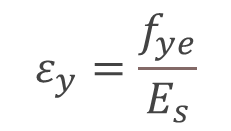 ε_y = f_ye / E_s